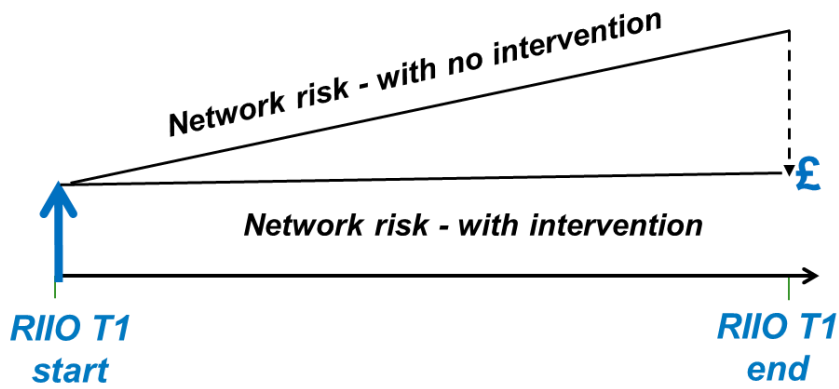 Network risk - with no intervention
£
Network risk - with intervention
RIIO T1
start
RIIO T1
end